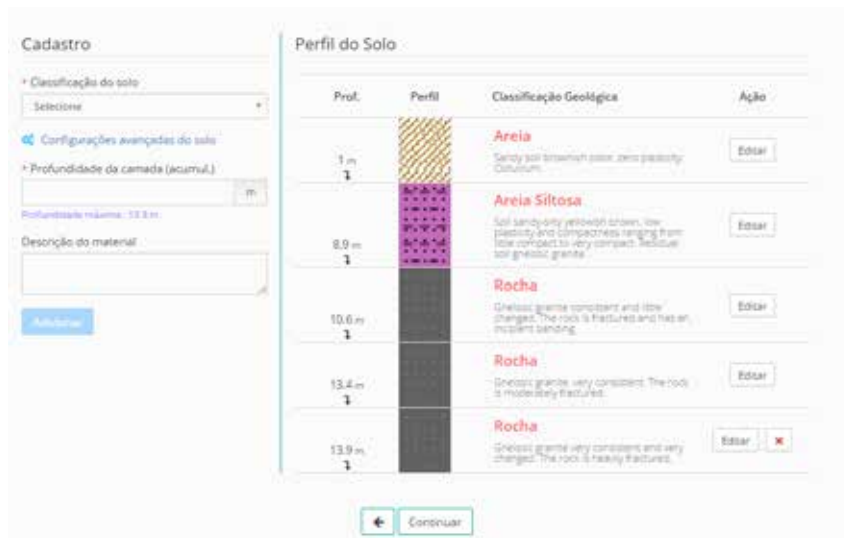 Cadastro
* Classificação do solo
Selecione
Configurações avançadas do solo
* Profundidade da camada (acumul.)
m
Profundidade máxima: 13.9 m
Descrição do material
Adicionar
Perfil do Solo
Prof. Perfil Classificação Geológica Ação
1 m
Areia
Sandy soil brownish color, zero plasticity.
Editar
8.9 m
Areia Siltosa
Soil sandy-silty yellowish brown, low
plasticity and compactness ranging from
little compact to very compact. Residual
soil gneissic granite.
Editar
10.6 m
Rocha
Gneissic granite consistent and little
changed. The rock is fractured and has an
incipient banding.
Editar
13.4 m
Rocha
Gneissic granite very consistent. The rock
is moderately fractured.
Editar
13.9 m
Rocha
Gneissic granite very consistent and very
changed. The rock is heavily fractured.
Editar
Continuar